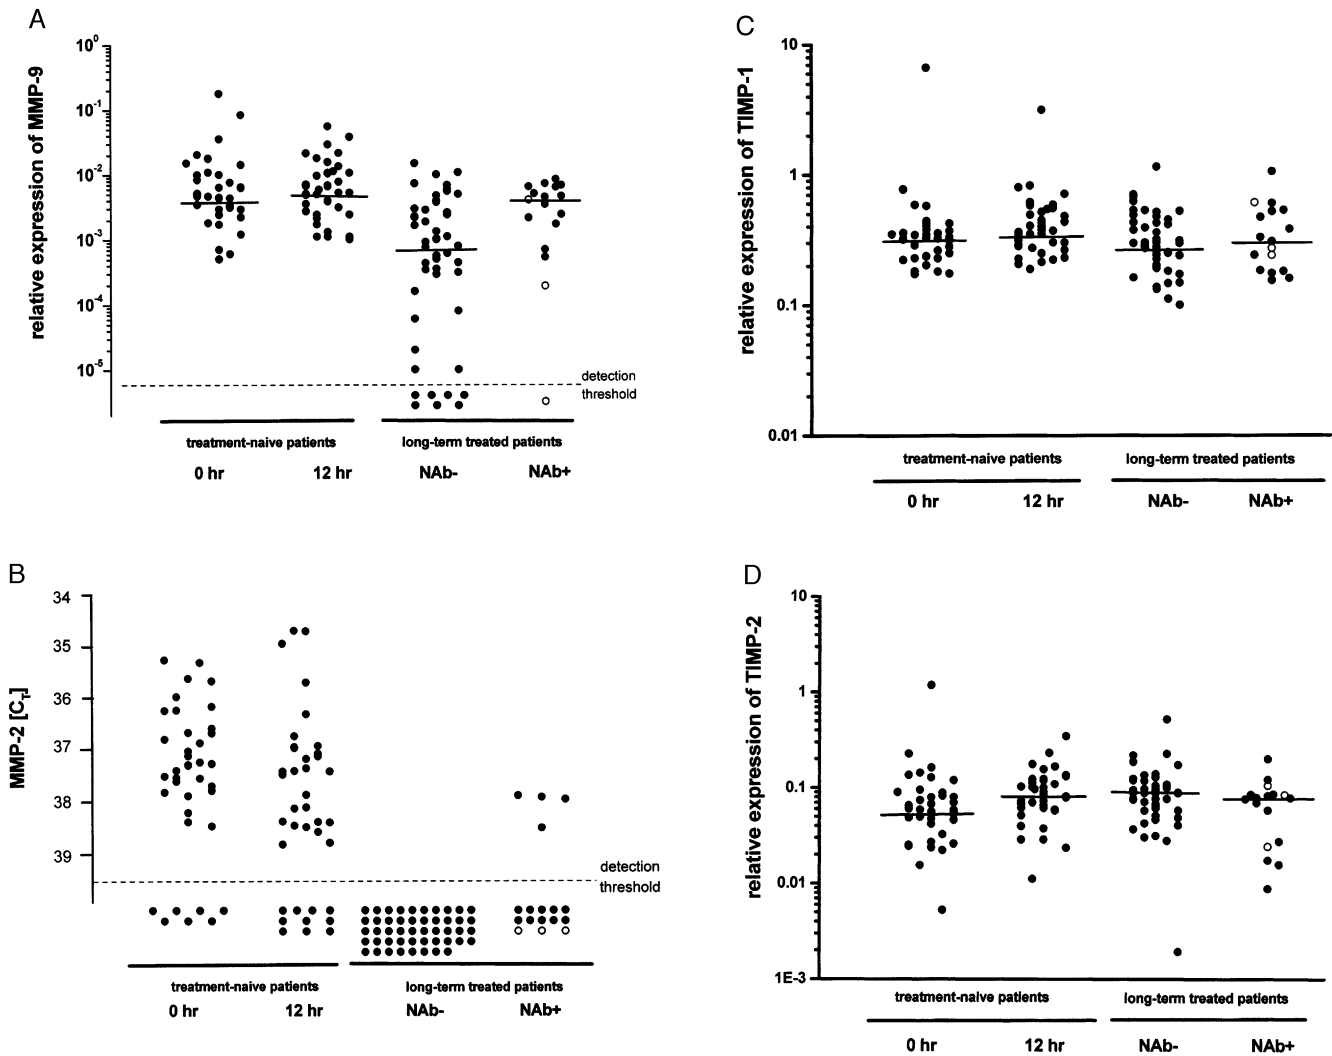 A
relative expression of MMP-9
10⁰
10⁻¹
10⁻²
10⁻³
10⁻⁴
10⁻⁵
detection
threshold
treatment-naive patients
long-term treated patients
0 hr
12 hr
NAb-
NAb+
C
relative expression of TIMP-1
10
1
0.1
0.01
treatment-naive patients
long-term treated patients
0 hr
12 hr
NAb-
NAb+
B
MMP-2 [C_T]
34
35
36
37
38
39
detection
threshold
treatment-naive patients
long-term treated patients
0 hr
12 hr
NAb-
NAb+
D
relative expression of TIMP-2
10
1
0.1
0.01
1E-3
treatment-naive patients
long-term treated patients
0 hr
12 hr
NAb-
NAb+